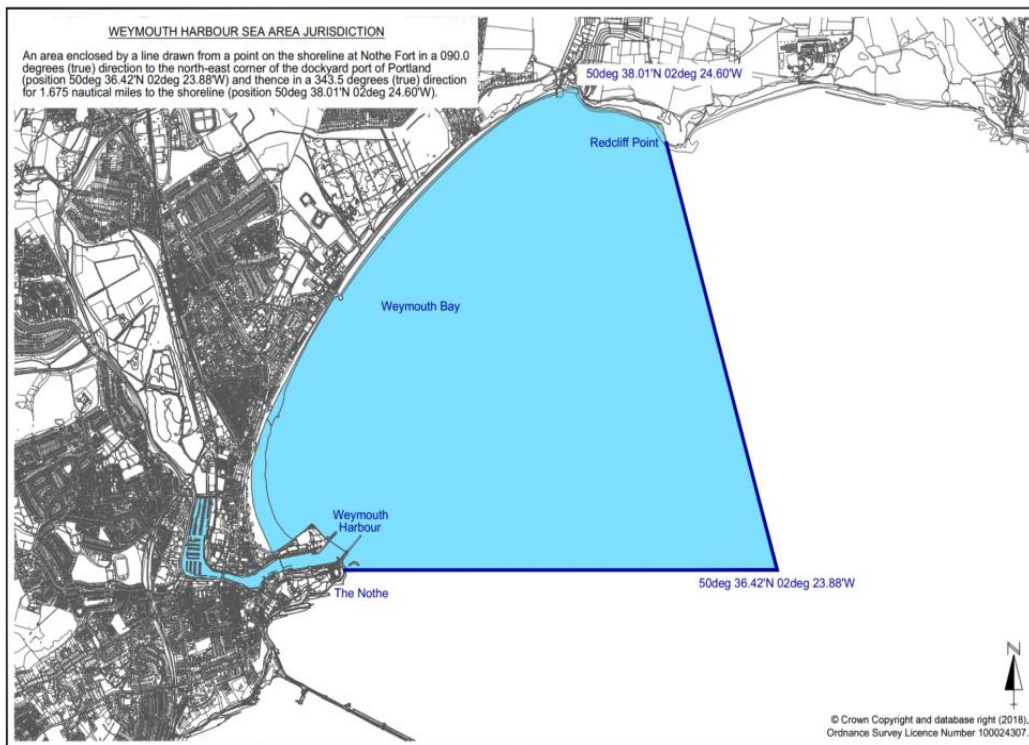 WEYMOUTH HARBOUR SEA AREA JURISDICTION
An area enclosed by a line drawn from a point on the shoreline at Nothe Fort in a 090.0
degrees (true) direction to the north-east corner of the dockyard port of Portland
(position 50deg 36.42'N 02deg 23.88'W) and thence in a 343.5 degrees (true) direction
for 1.675 nautical miles to the shoreline (position 50deg 38.01'N 02deg 24.60'W).
50deg 38.01'N 02deg 24.60'W
Redcliff Point
Weymouth Bay
Weymouth
Harbour
The Nothe
50deg 36.42'N 02deg 23.88'W
N
© Crown Copyright and database right (2018).
Ordnance Survey Licence Number 100024307.